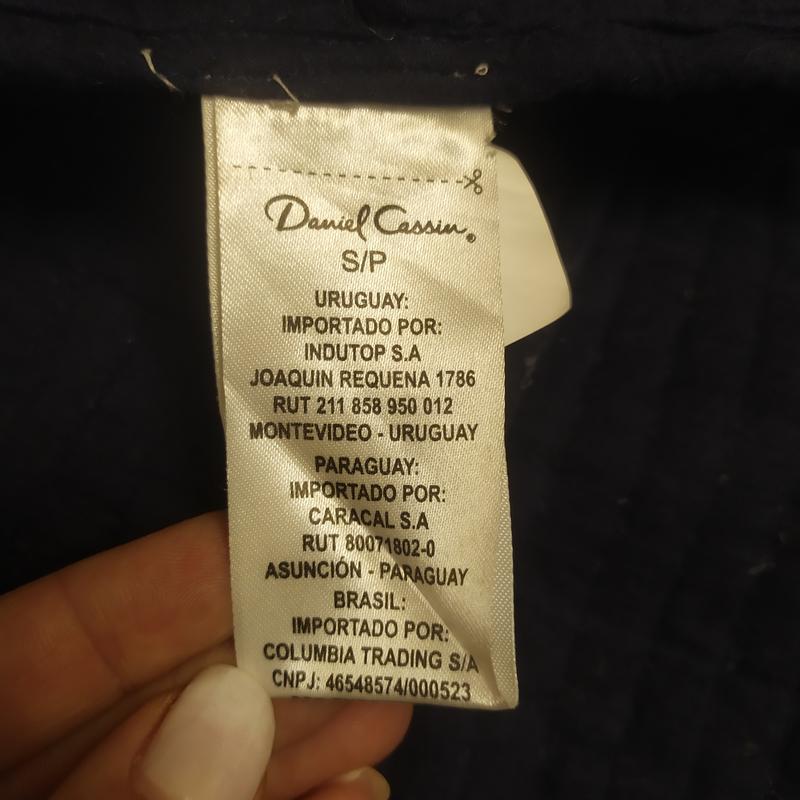 Daniel Cassin®
S/P
URUGUAY:
IMPORTADO POR:
INDUTOP S.A
JOAQUIN REQUENA 1786
RUT 211 858 950 012
MONTEVIDEO - URUGUAY
PARAGUAY:
IMPORTADO POR:
CARACAL S.A
RUT 80071802-0
ASUNCIÓN - PARAGUAY
BRASIL:
IMPORTADO POR:
COLUMBIA TRADING S/A
CNPJ: 46548574/000523